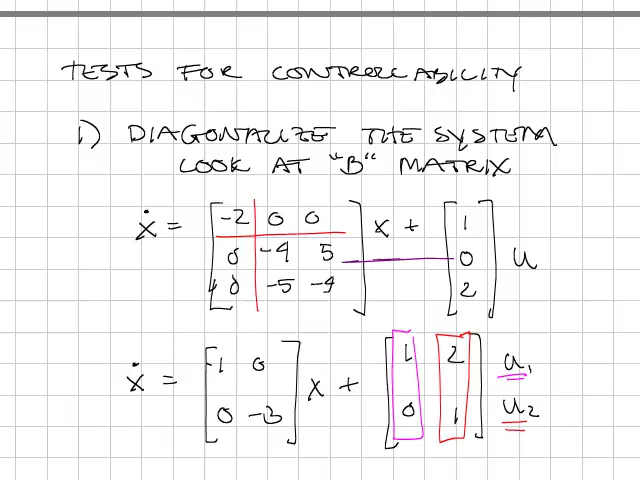 TESTS FOR CONTROLLABILITY
1) DIAGONALIZE THE SYSTEM
LOOK AT "B" MATRIX
ẋ = [ -2 0 0 ; 0 -4 5 ; 0 -5 -4 ] x + [ 1 ; 0 ; 2 ] u
ẋ = [ -1 0 ; 0 -3 ] x + [ 1 2 ; 0 1 ] u₁ u₂